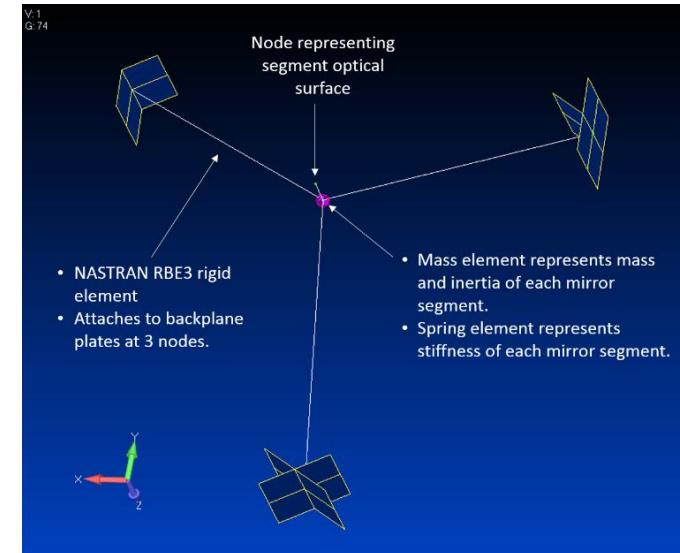 V: 1
G: 74
Node representing
segment optical
surface
• NASTRAN RBE3 rigid
element
• Attaches to backplane
plates at 3 nodes.
• Mass element represents mass
and inertia of each mirror
segment.
• Spring element represents
stiffness of each mirror segment.
Y
X
Z